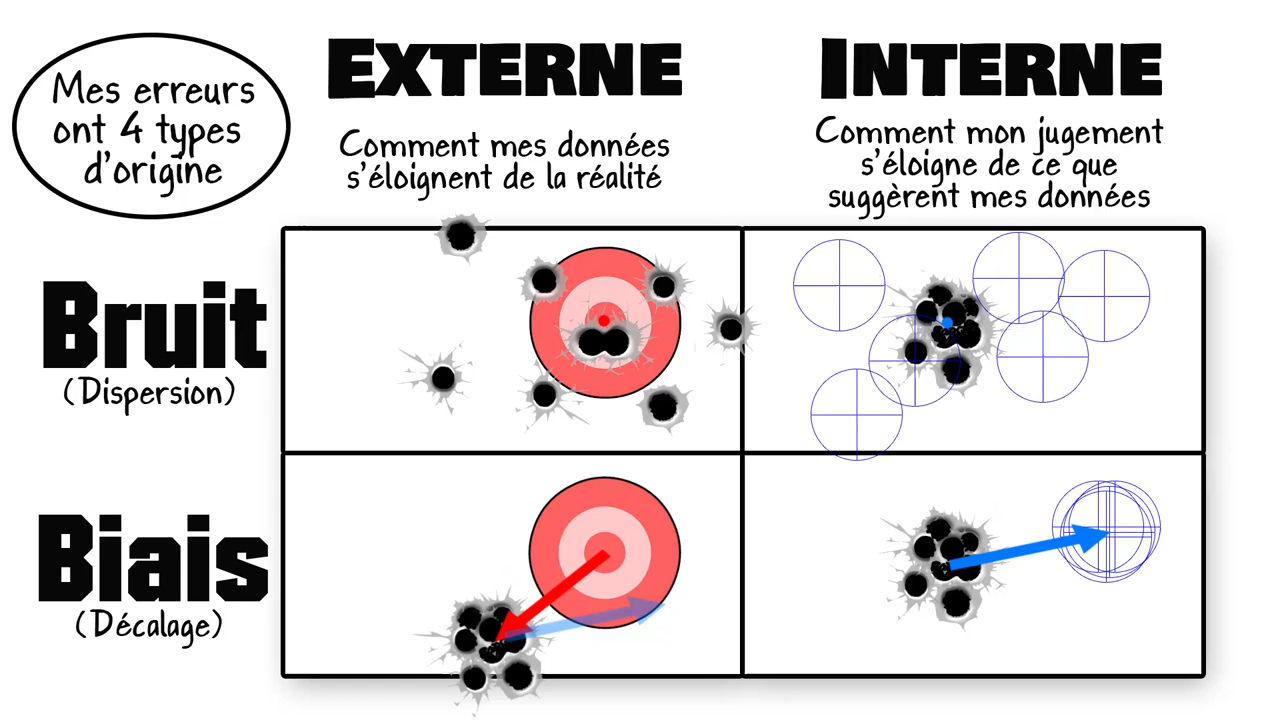 Mes erreurs
ont 4 types
d'origine
EXTERNE
Comment mes données
s'éloignent de la réalité
INTERNE
Comment mon jugement
s'éloigne de ce que
suggèrent mes données
Bruit
(Dispersion)
Biais
(Décalage)